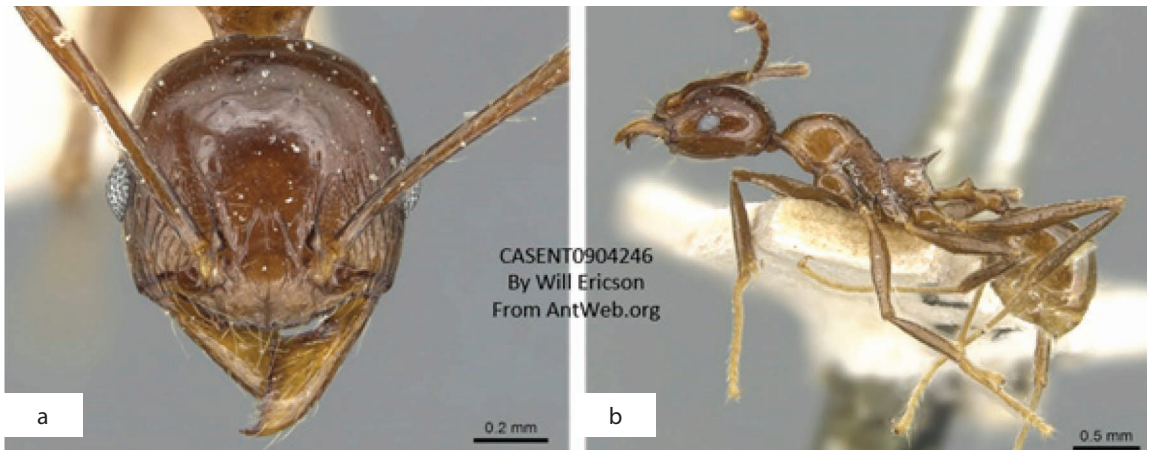 CASENT0904246
By Will Ericson
From AntWeb.org
a
0.2 mm
b
0.5 mm